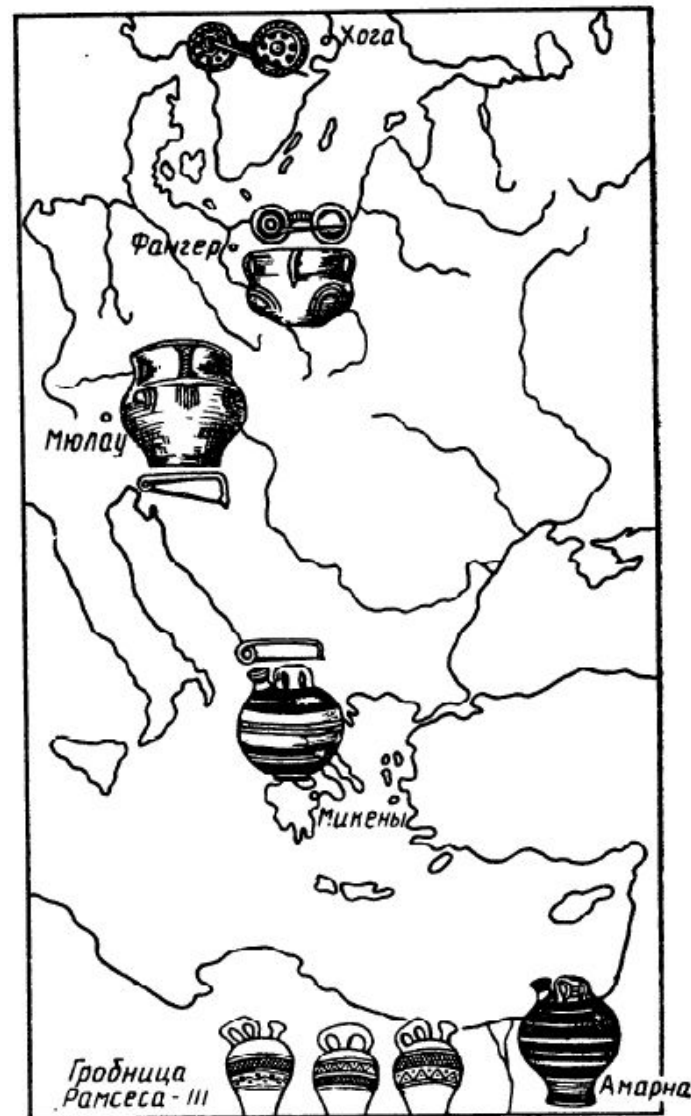 Хога
Фангер
Мюлау
Микены
Гробница
Рамсеса - III
Амарна